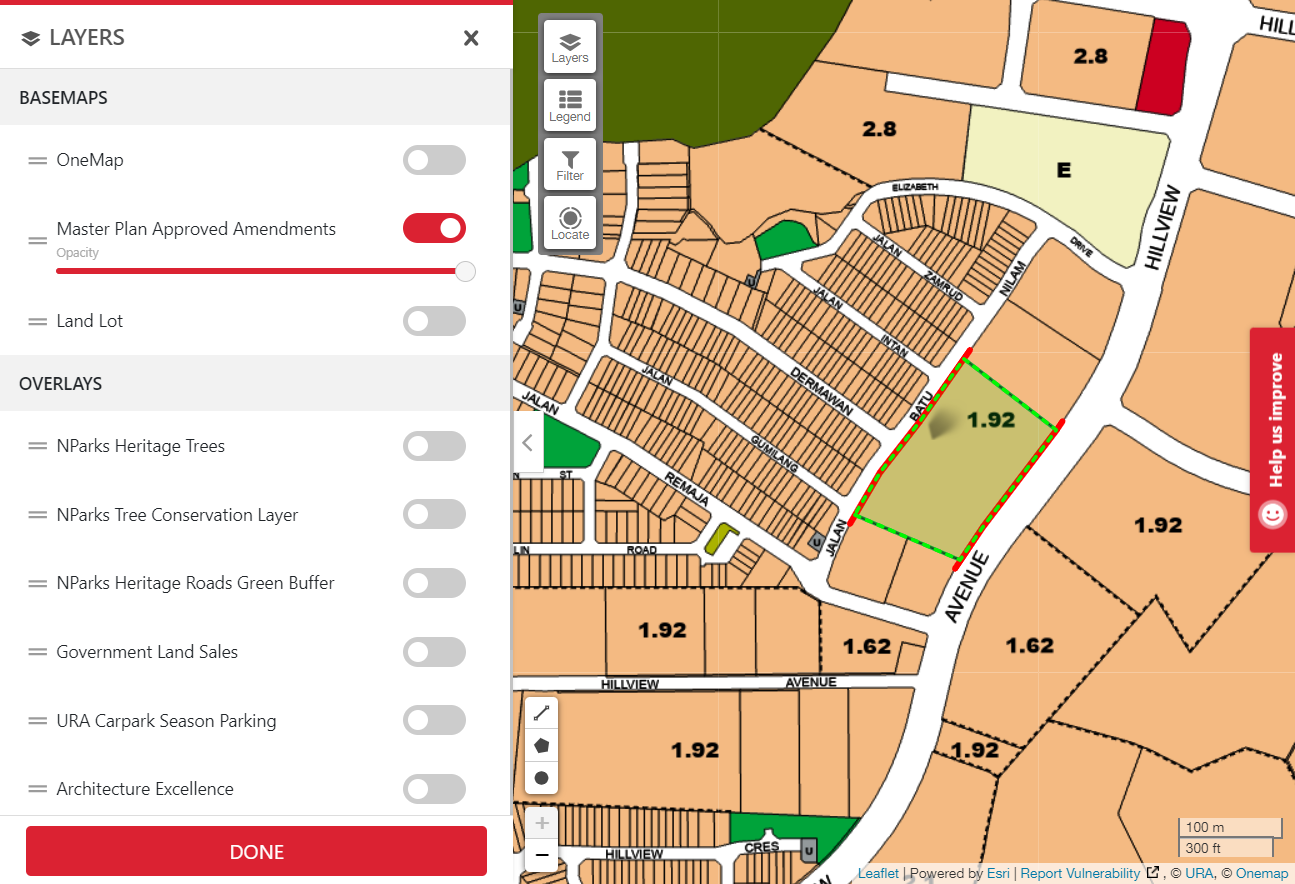 LAYERS
BASEMAPS
OneMap
Master Plan Approved Amendments
Opacity
Land Lot
OVERLAYS
NParks Heritage Trees
NParks Tree Conservation Layer
NParks Heritage Roads Green Buffer
Government Land Sales
URA Carpark Season Parking
Architecture Excellence
DONE
Layers
Legend
Filter
Locate
HILL
2.8
2.8
E
ELIZABETH
DRIVE
HILLVIEW
JALAN
ZAMRUD
NILAM
U
U
JALAN
INTAN
DERMAWAN
BATU
1.92
JALAN
JALAN
GUMILANG
ST
REMAJA
U
JALAN
LIN
ROAD
AVENUE
1.92
1.92
1.62
1.62
HILLVIEW
AVENUE
1.92
1.92
CRES
U
HILLVIEW
Help us improve
100 m
300 ft
Leaflet | Powered by Esri | Report Vulnerability , © URA, © Onemap